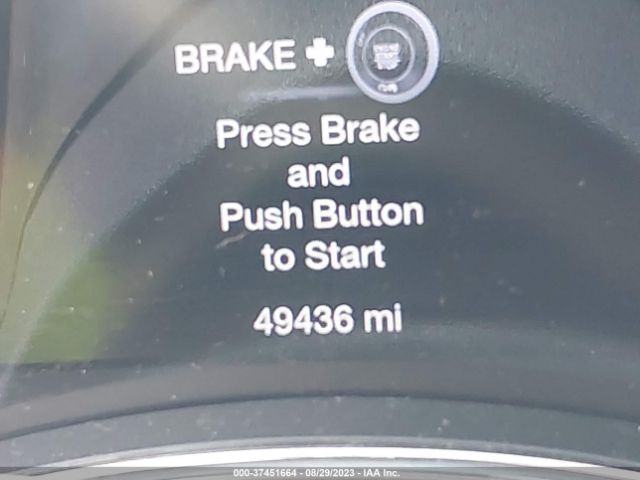 BRAKE +
Press Brake
and
Push Button
to Start
49436 mi
000-37451664 - 08/29/2023 - IAA Inc.